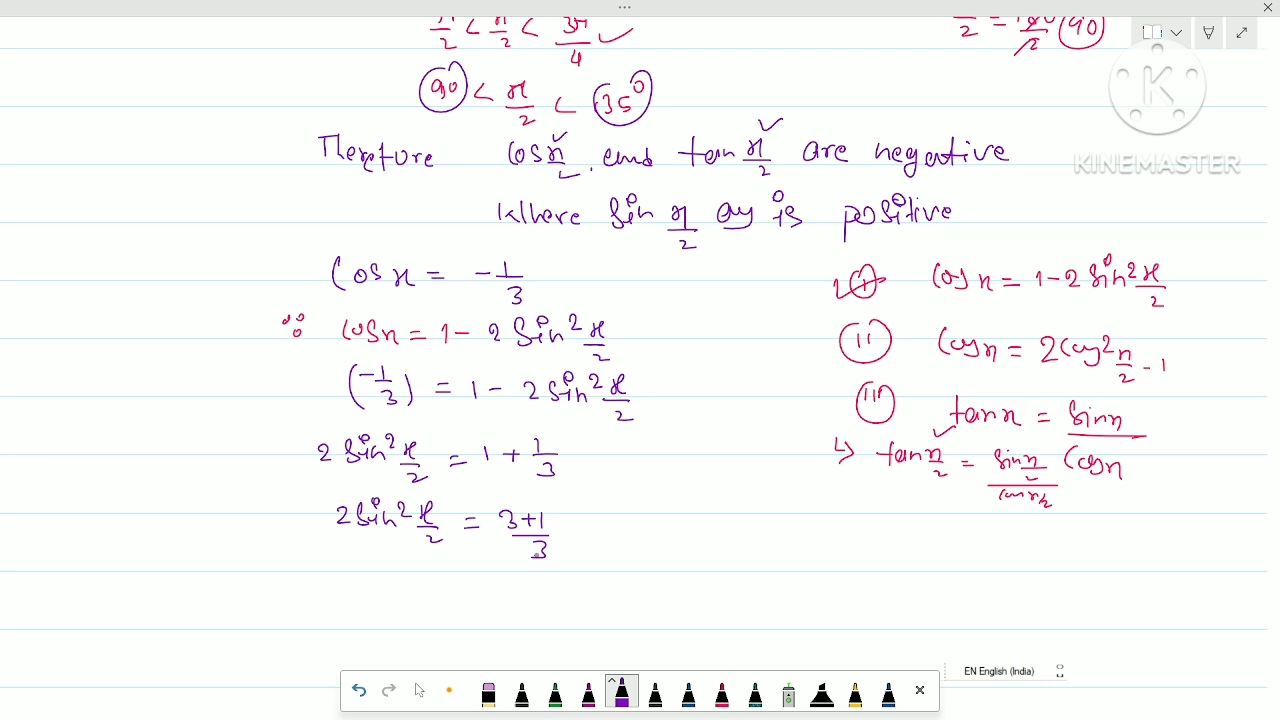 π/2 < x/2 < 3π/4
90° < x/2 < 135°
Therefore cos x/2 and tan x/2 are negative
Where sin x/2 is positive
Cos x = -1/3
∵ cos x = 1 - 2 Sin² x/2
(-1/3) = 1 - 2 Sin² x/2
2 Sin² x/2 = 1 + 1/3
2 Sin² x/2 = 3+1/3
90
KINEMASTER
Cos x = 1 - 2 Sin² x/2
(ii) Cos x = 2 Cos² x/2 - 1
(iii) tan x = Sin x / Cos x
↳ tan x/2 = Sin x/2 / Cos x/2
EN English (India)